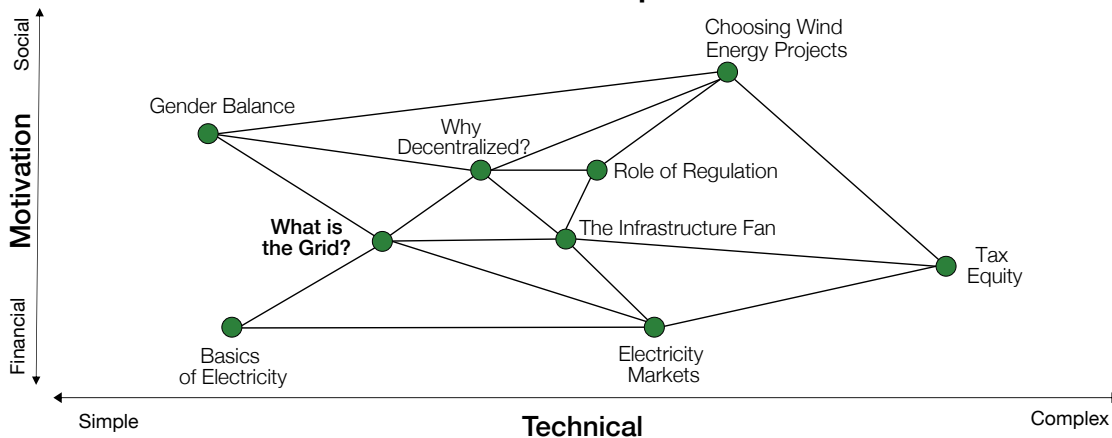 Social
Motivation
Financial
Choosing Wind
Energy Projects
Gender Balance
Why
Decentralized?
Role of Regulation
What is
the Grid?
The Infrastructure Fan
Tax
Equity
Basics
of Electricity
Electricity
Markets
Simple
Technical
Complex